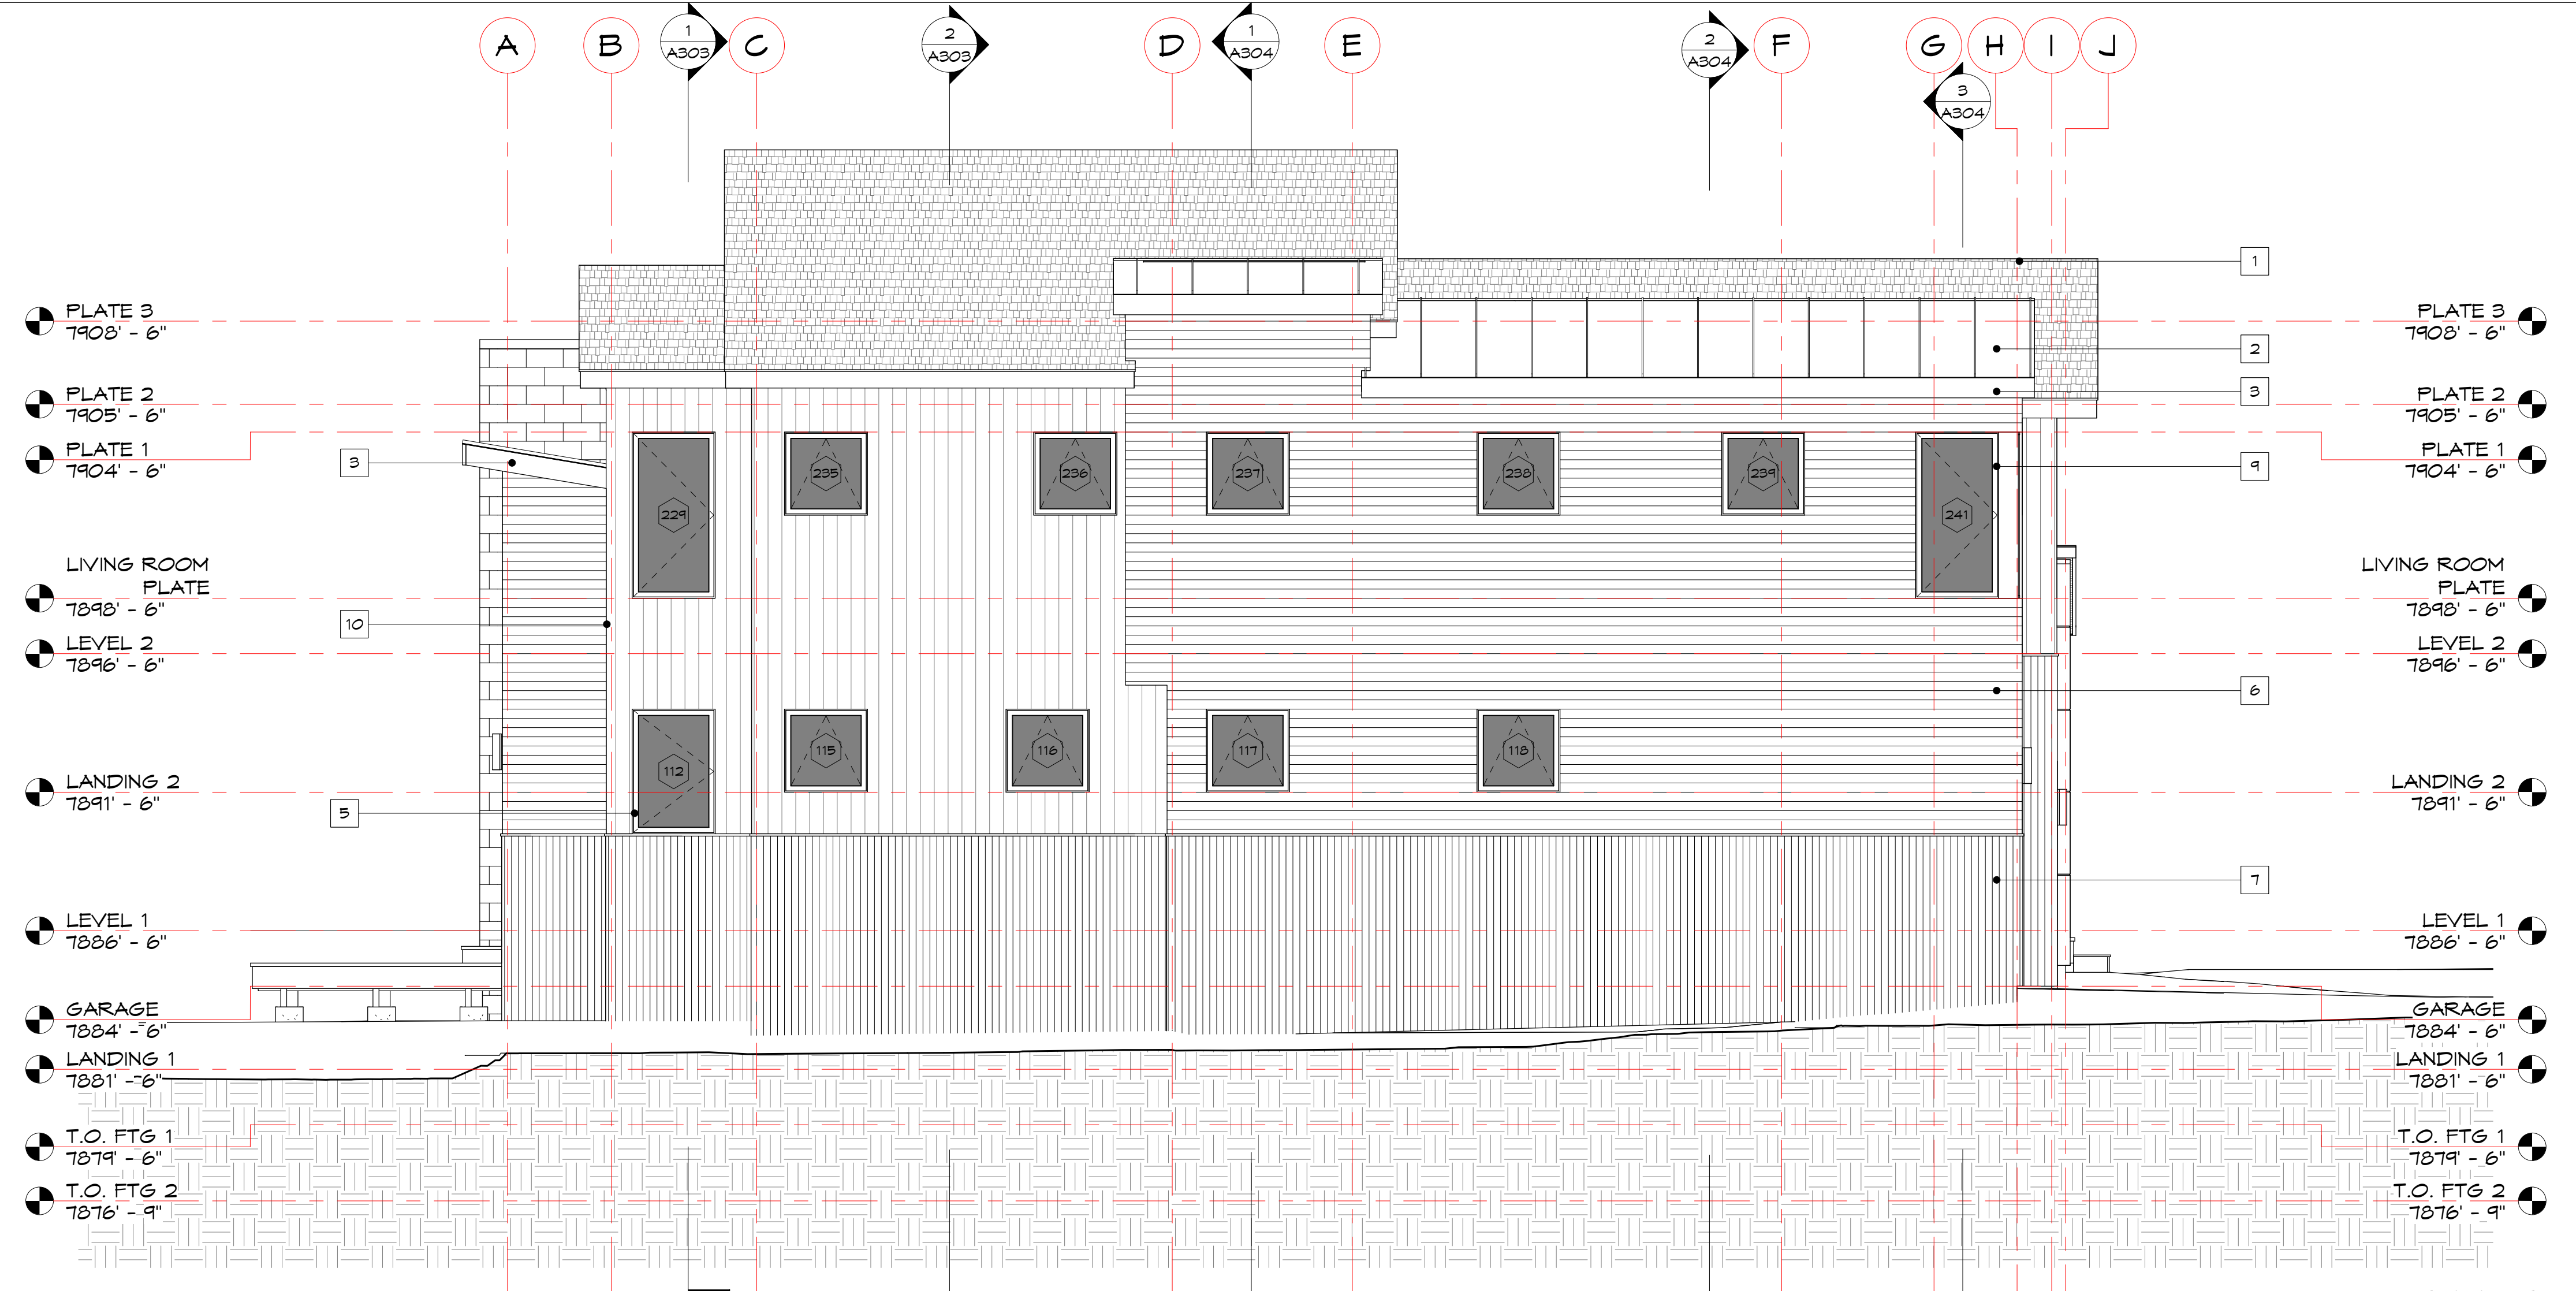 A
B
1
A303
C
2
A303
D
1
A304
E
2
A304
F
G
H
I
J
3
A304
1
PLATE 3
7908' - 6"
PLATE 3
7908' - 6"
2
PLATE 2
7905' - 6"
3
PLATE 2
7905' - 6"
PLATE 1
7904' - 6"
3
9
PLATE 1
7904' - 6"
235
236
237
238
239
229
241
LIVING ROOM
PLATE
7898' - 6"
LIVING ROOM
PLATE
7898' - 6"
10
LEVEL 2
7896' - 6"
LEVEL 2
7896' - 6"
6
115
116
117
118
112
LANDING 2
7891' - 6"
LANDING 2
7891' - 6"
5
7
LEVEL 1
7886' - 6"
LEVEL 1
7886' - 6"
GARAGE
7884' - 6"
GARAGE
7884' - 6"
LANDING 1
7881' - 6"
LANDING 1
7881' - 6"
T.O. FTG 1
7879' - 6"
T.O. FTG 1
7879' - 6"
T.O. FTG 2
7876' - 9"
T.O. FTG 2
7876' - 9"